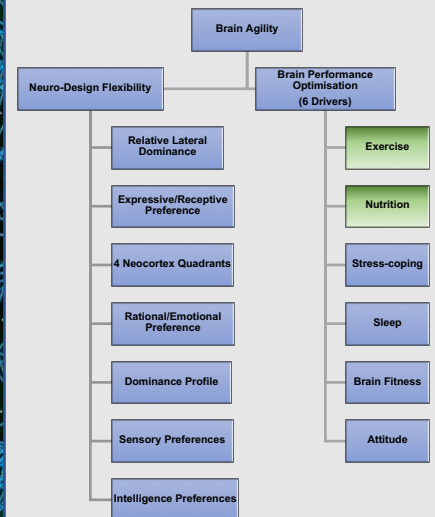 Brain Agility
Neuro-Design Flexibility
Brain Performance
Optimisation
(6 Drivers)
Relative Lateral
Dominance
Expressive/Receptive
Preference
4 Neocortex Quadrants
Rational/Emotional
Preference
Dominance Profile
Sensory Preferences
Intelligence Preferences
Exercise
Nutrition
Stress-coping
Sleep
Brain Fitness
Attitude